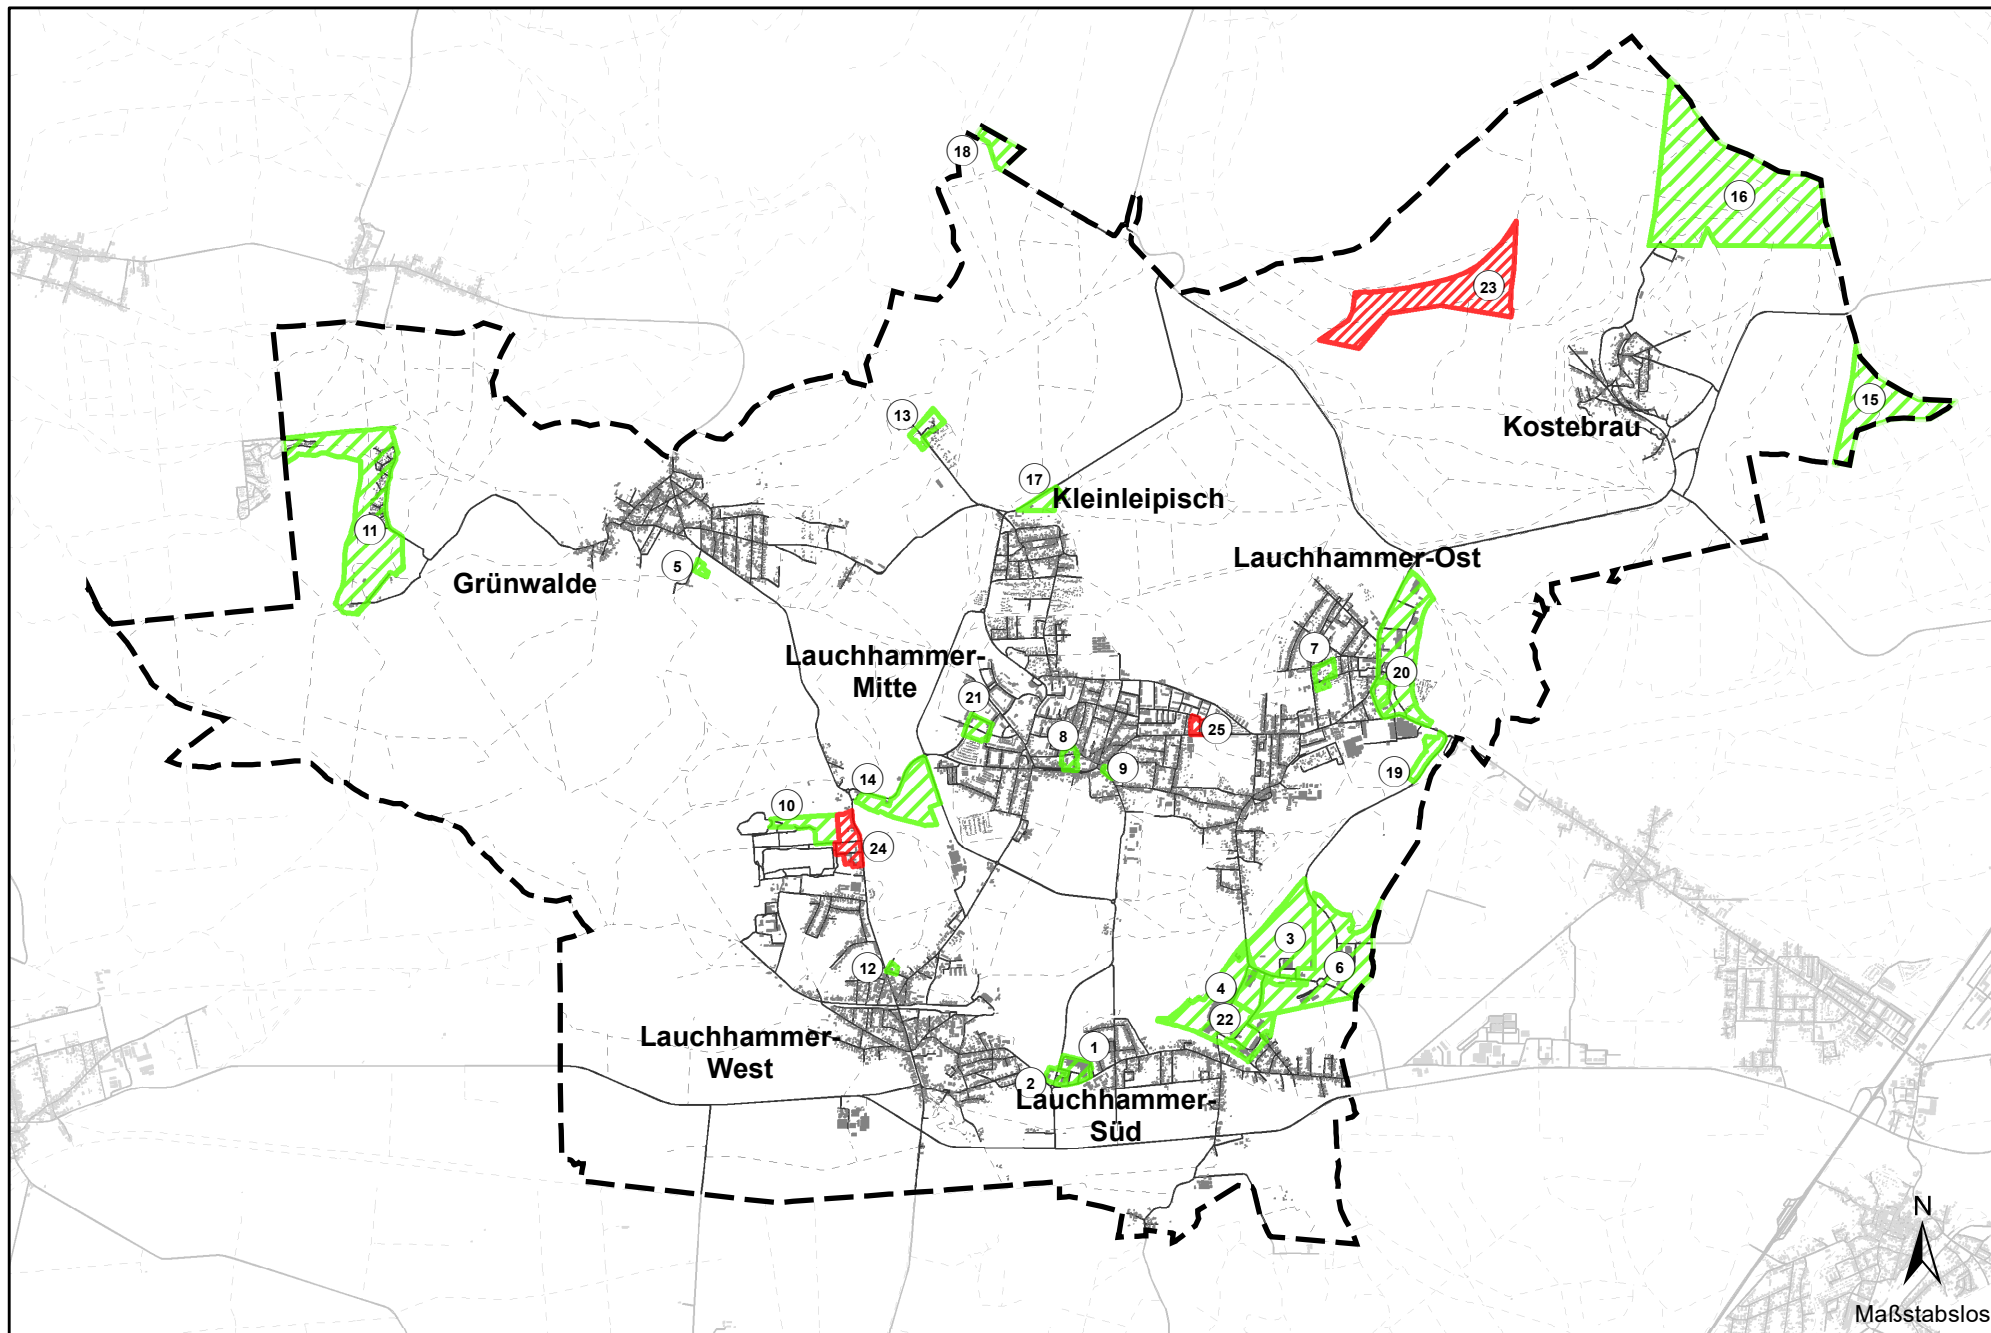 18
16
23
15
13
Kostebrau
17
Kleinleipisch
11
5
Grünwalde
Lauchhammer-Ost
7
20
Lauchhammer-
Mitte
21
8
25
9
19
14
10
24
3
12
6
4
22
Lauchhammer-
West
1
2
Lauchhammer-
Süd
N
Maßstabslos